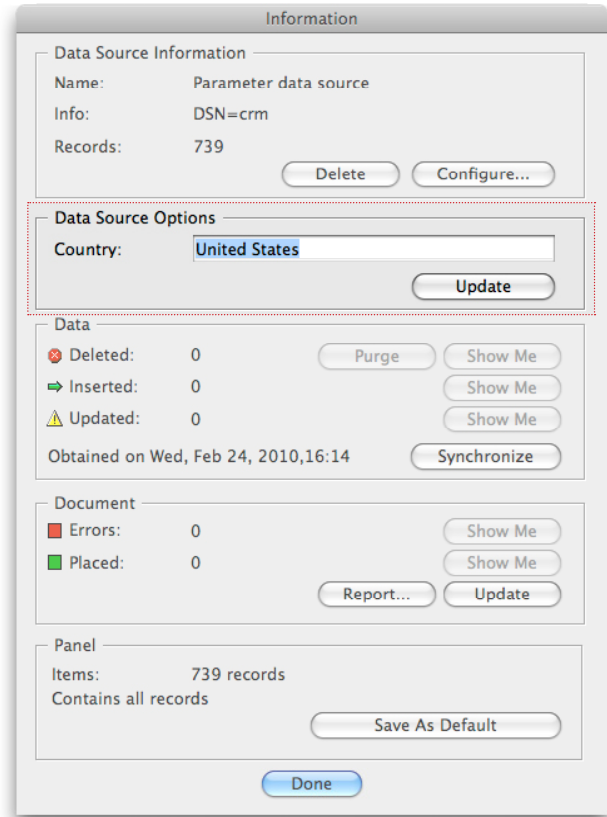 Information
Data Source Information
Name: Parameter data source
Info: DSN=crm
Records: 739
Delete Configure...
Data Source Options
Country: United States
Update
Data
Deleted: 0 Purge Show Me
Inserted: 0 Show Me
Updated: 0 Show Me
Obtained on Wed, Feb 24, 2010,16:14 Synchronize
Document
Errors: 0 Show Me
Placed: 0 Show Me
Report... Update
Panel
Items: 739 records
Contains all records
Save As Default
Done